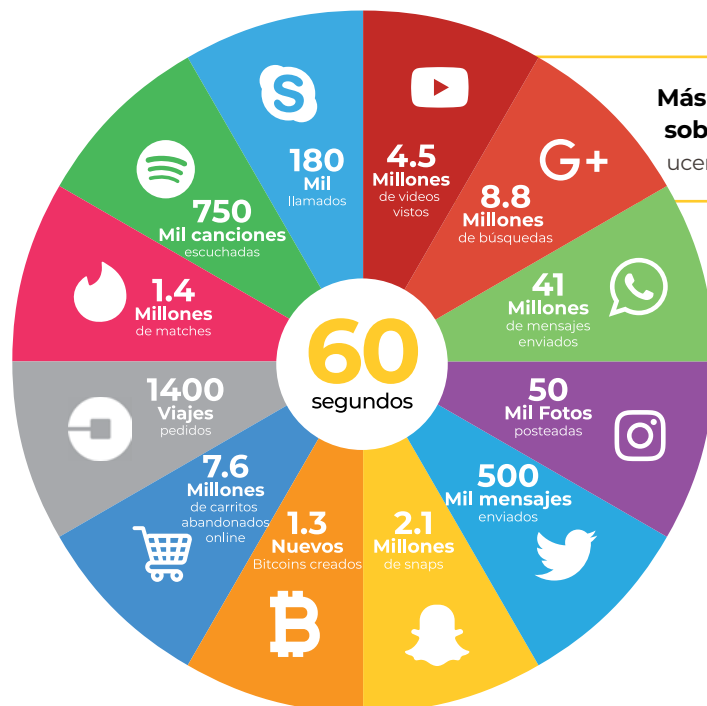 180
Mil
llamados
4.5
Millones
de videos
vistos
8.8
Millones
de búsquedas
41
Millones
de mensajes
enviados
50
Mil Fotos
posteadas
500
Mil mensajes
enviados
2.1
Millones
de snaps
1.3
Nuevos
Bitcoins creados
7.6
Millones
de carritos
abandonados
online
1400
Viajes
pedidos
1.4
Millones
de matches
750
Mil canciones
escuchadas
60
segundos
G+
Más